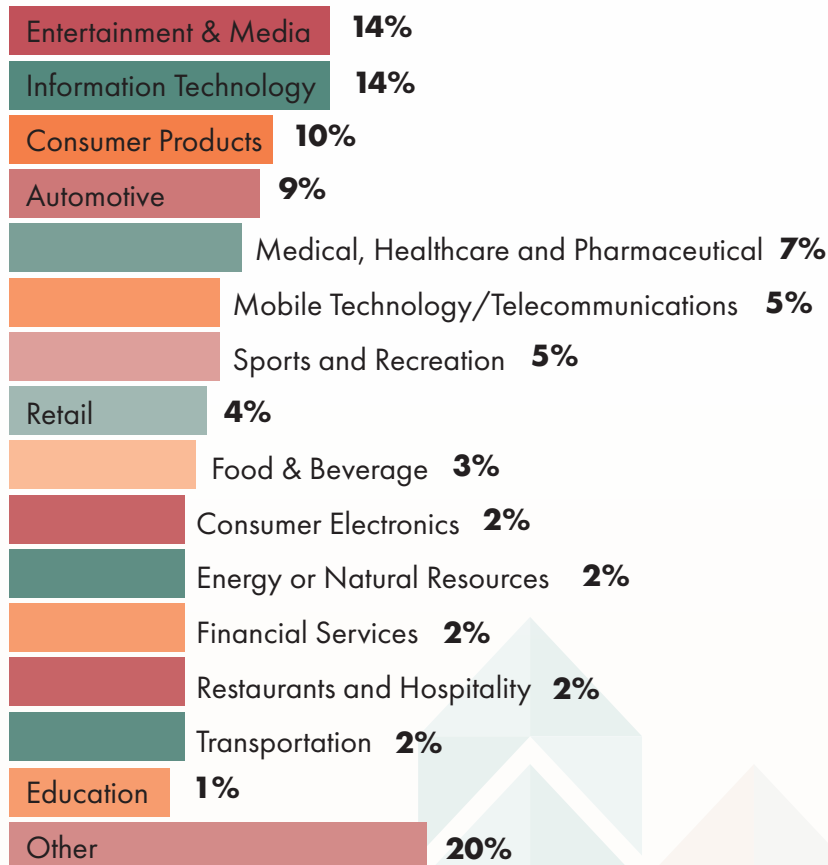 Entertainment & Media 14%
Information Technology 14%
Consumer Products 10%
Automotive 9%
Medical, Healthcare and Pharmaceutical 7%
Mobile Technology/Telecommunications 5%
Sports and Recreation 5%
Retail 4%
Food & Beverage 3%
Consumer Electronics 2%
Energy or Natural Resources 2%
Financial Services 2%
Restaurants and Hospitality 2%
Transportation 2%
Education 1%
Other 20%